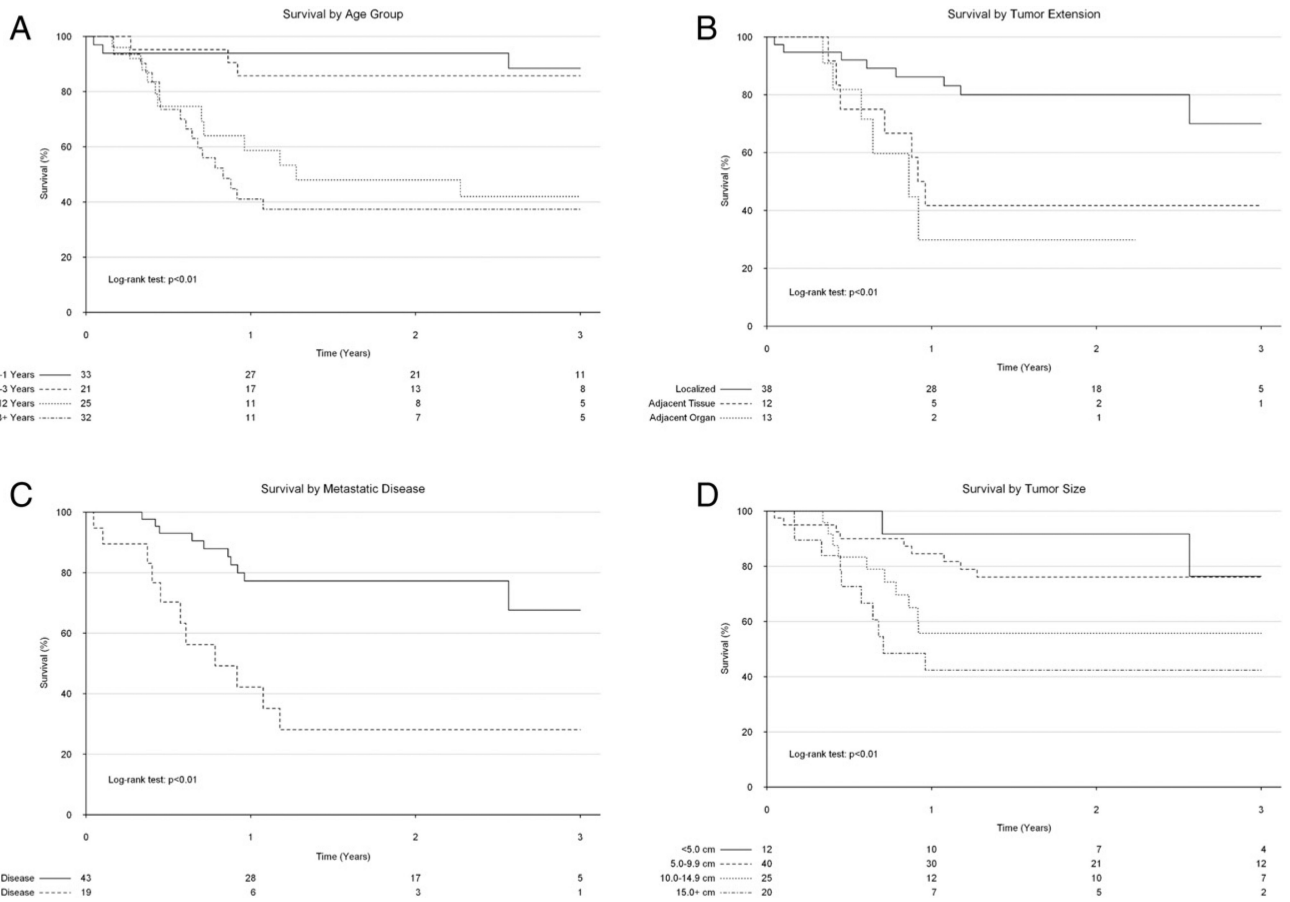 A
Survival by Age Group
100
80
60
40
20
0
Survival (%)
Log-rank test: p<0.01
0 1 2 3
Time (Years)
-1 Years 33 27 21 11
-3 Years 21 17 13 8
12 Years 25 11 8 5
+ Years 32 11 7 5
B
Survival by Tumor Extension
100
80
60
40
20
0
Survival (%)
Log-rank test: p<0.01
0 1 2 3
Time (Years)
Localized 38 28 18 5
Adjacent Tissue 12 5 2 1
Adjacent Organ 13 2 1
C
Survival by Metastatic Disease
100
80
60
40
20
0
Survival (%)
Log-rank test: p<0.01
0 1 2 3
Time (Years)
Disease 43 28 17 5
Disease 19 6 3 1
D
Survival by Tumor Size
100
80
60
40
20
0
Survival (%)
Log-rank test: p<0.01
0 1 2 3
Time (Years)
<5.0 cm 12 10 7 4
5.0-9.9 cm 40 30 21 12
10.0-14.9 cm 25 12 10 7
15.0+ cm 20 7 5 2